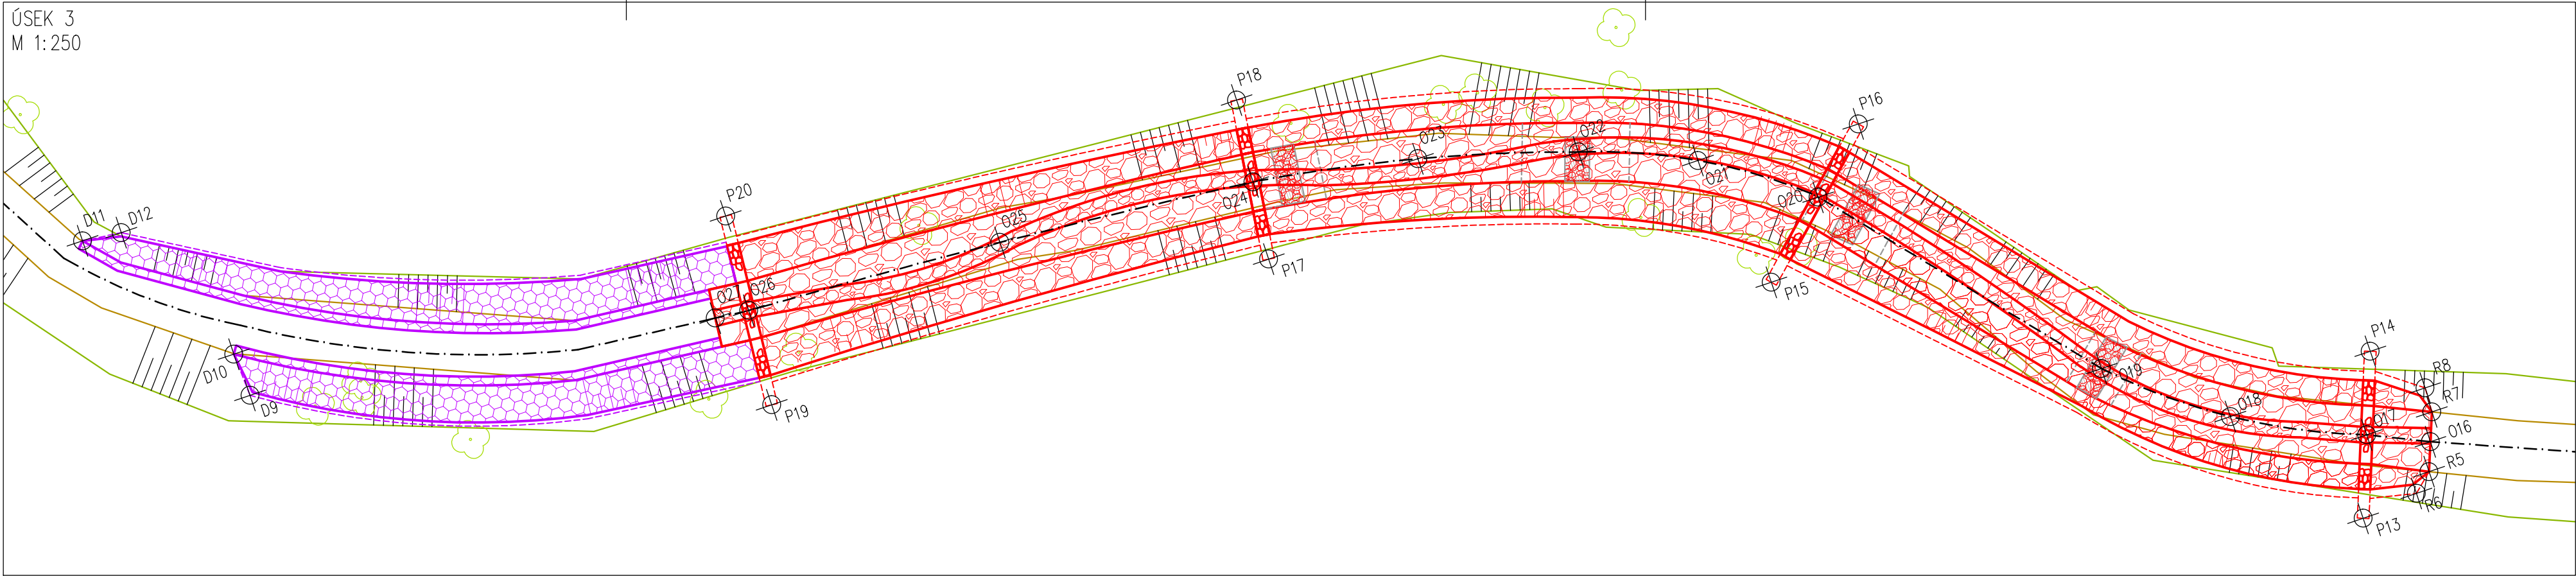 ÚSEK 3
M 1:250
D11
D12
D10
D9
P20
O27
O26
P19
O25
P18
O24
P17
O23
O22
O21
P16
O20
P15
O19
O18
P14
O17
R8
R7
O16
R5
R6
P13